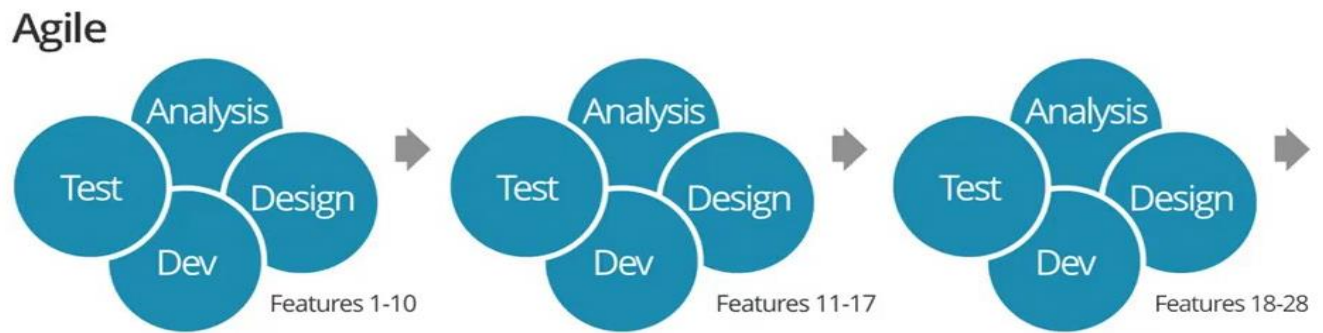 Agile
Analysis
Test
Design
Dev
Features 1-10
Analysis
Test
Design
Dev
Features 11-17
Analysis
Test
Design
Dev
Features 18-28